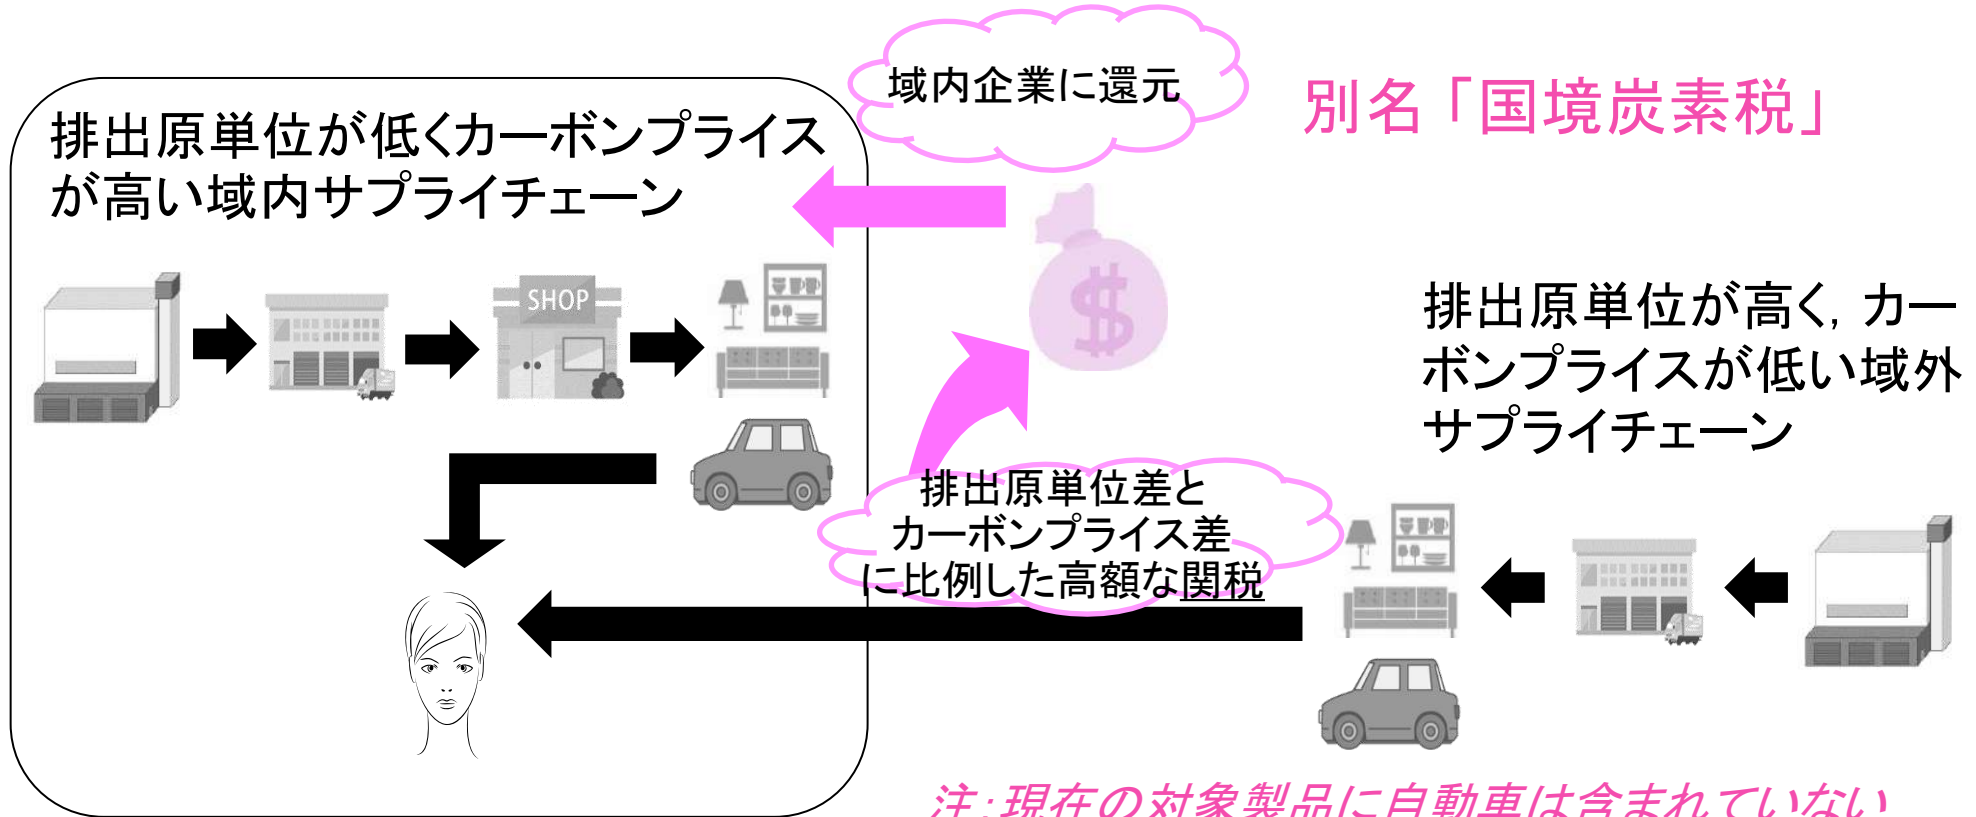 域内企業に還元
別名「国境炭素税」
排出原単位が低くカーボンプライス
が高い域内サプライチェーン
SHOP
$
排出原単位が高く, カー
ボンプライスが低い域外
サプライチェーン
排出原単位差と
カーボンプライス差
に比例した高額な関税
注:現在の対象製品に自動車は含まれていない